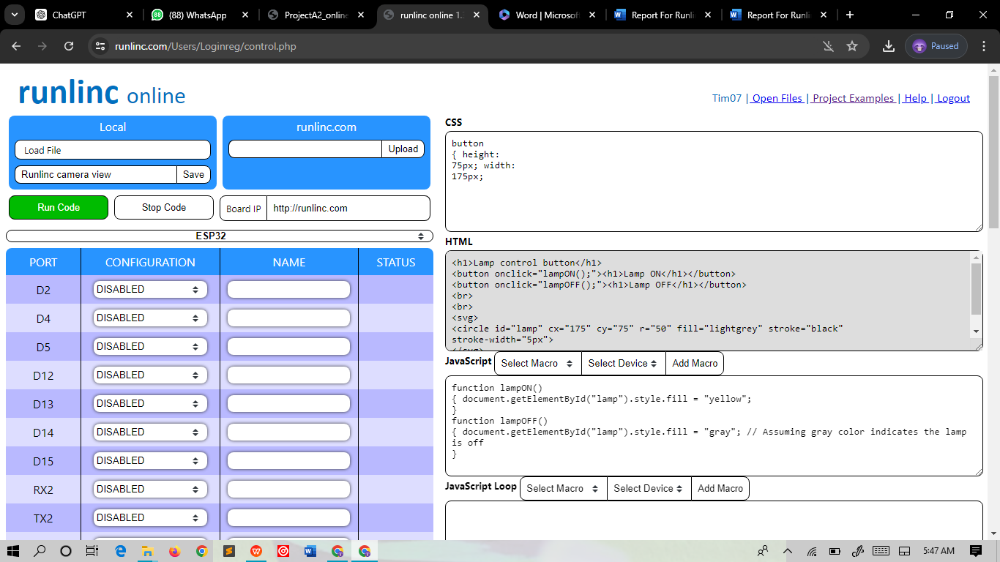 ChatGPT
(88) WhatsApp
ProjectA2_online
runlinc online 1.
Word | Microsof
Report For Runli
Report For Runli
runlinc.com/Users/Loginreg/control.php
Paused
runlinc online
Tim07 | Open Files | Project Examples | Help | Logout
Local
Load File
Runlinc camera view
Save
runlinc.com
Upload
Run Code
Stop Code
Board IP
http://runlinc.com
ESP32
PORT CONFIGURATION NAME STATUS
D2 DISABLED
D4 DISABLED
D5 DISABLED
D12 DISABLED
D13 DISABLED
D14 DISABLED
D15 DISABLED
RX2 DISABLED
TX2 DISABLED
CSS
button
{ height:
75px; width:
175px;
HTML
<h1>Lamp control button</h1>
<button onclick="lampON();"><h1>Lamp ON</h1></button>
<button onclick="lampOFF();"><h1>Lamp OFF</h1></button>
<br>
<br>
<svg>
<circle id="lamp" cx="175" cy="75" r="50" fill="lightgrey" stroke="black"
stroke-width="5px">
</svg>
JavaScript Select Macro Select Device Add Macro
function lampON()
{ document.getElementById("lamp").style.fill = "yellow";
}
function lampOFF()
{ document.getElementById("lamp").style.fill = "gray"; // Assuming gray color indicates the lamp
is off
}
JavaScript Loop Select Macro Select Device Add Macro
5:47 AM